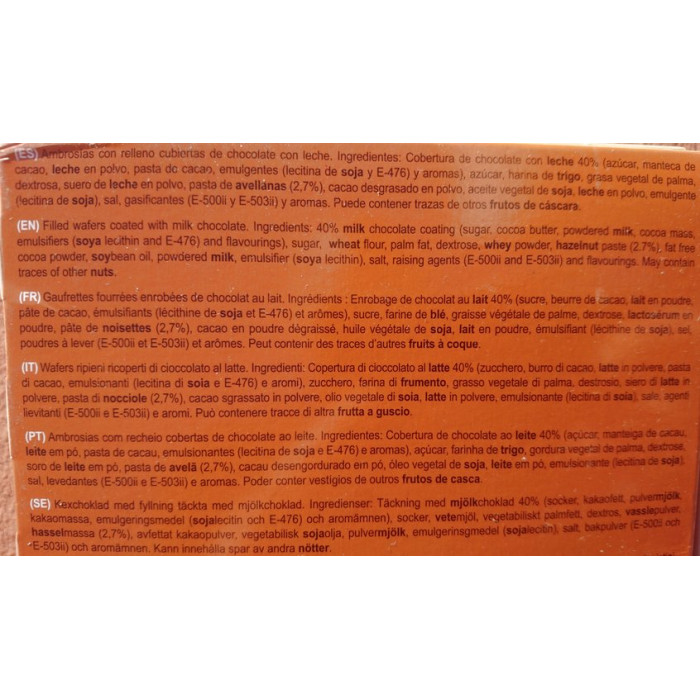 (ES) Ambrosías con relleno cubiertas de chocolate con leche. Ingredientes: Cobertura de chocolate con leche 40% (azúcar, manteca de
cacao, leche en polvo, pasta de cacao, emulgentes (lecitina de soja y E-476) y aromas), azúcar, harina de trigo, grasa vegetal de palma,
dextrosa, suero de leche en polvo, pasta de avellanas (2,7%), cacao desgrasado en polvo, aceite vegetal de soja, leche en polvo, emulgente
(lecitina de soja), sal, gasificantes (E-500ii y E-503ii) y aromas. Puede contener trazas de otros frutos de cáscara.
(EN) Filled wafers coated with milk chocolate. Ingredients: 40% milk chocolate coating (sugar, cocoa butter, powdered milk, cocoa mass,
emulsifiers (soya lecithin and E-476) and flavourings), sugar, wheat flour, palm fat, dextrose, whey powder, hazelnut paste (2,7%), fat free
cocoa powder, soybean oil, powdered milk, emulsifier (soya lecithin), salt, raising agents (E-500ii and E-503ii) and flavourings. May contain
traces of other nuts.
(FR) Gaufrettes fourrées enrobées de chocolat au lait. Ingrédients : Enrobage de chocolat au lait 40% (sucre, beurre de cacao, lait en poudre,
pâte de cacao, émulsifiants (lécithine de soja et E-476) et arômes), sucre, farine de blé, graisse végétale de palme, dextrose, lactosérum en
poudre, pâte de noisettes (2,7%), cacao en poudre dégraissé, huile végétale de soja, lait en poudre, émulsifiant (lécithine de soja), sel,
poudres à lever (E-500ii et E-503ii) et arômes. Peut contenir des traces d'autres fruits à coque.
(IT) Wafers ripieni ricoperti di cioccolato al latte. Ingredienti: Copertura di cioccolato al latte 40% (zucchero, burro di cacao, latte in polvere, pasta
di cacao, emulsionanti (lecitina di soia e E-476) e aromi), zucchero, farina di frumento, grasso vegetale di palma, destrosio, siero di latte in
polvere, pasta di nocciole (2,7%), cacao sgrassato in polvere, olio vegetale di soia, latte in polvere, emulsionante (lecitina di soia), sale, agenti
lievitanti (E-500ii e E-503ii) e aromi. Può contenere tracce di altra frutta a guscio.
(PT) Ambrosias com recheio cobertas de chocolate ao leite. Ingredientes: Cobertura de chocolate ao leite 40% (açúcar, manteiga de cacau,
leite em pó, pasta de cacau, emulsionantes (lecitina de soja e E-476) e aromas), açúcar, farinha de trigo, gordura vegetal de palma, dextrose,
soro de leite em pó, pasta de avelã (2,7%), cacau desengordurado em pó, óleo vegetal de soja, leite em pó, emulsionante (lecitina de soja),
sal, levedantes (E-500ii e E-503ii) e aromas. Poder conter vestigios de outros frutos de casca.
(SE) Kexchoklad med fyllning täckta med mjölkchoklad. Ingredienser: Täckning med mjölkchoklad 40% (socker, kakaofett, pulvermjölk,
kakaomassa, emulgeringsmedel (sojalecitin och E-476) och aromämnen), socker, vetemjöl, vegetabiliskt palmfett, dextros, vasslepulver,
hasselmassa (2,7%), avfettat kakaopulver, vegetabilisk sojaolja, pulvermjölk, emulgerinsgmedel (sojalecitin), salt, bakpulver (E-500ii och
E-503ii) och aromämnen. Kann innehålla spar av andra nötter.